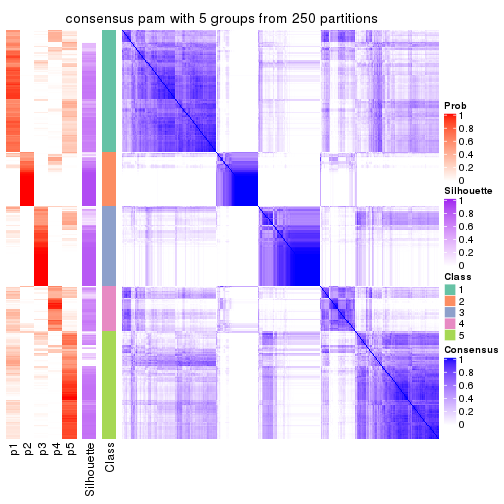 consensus pam with 5 groups from 250 partitions
Prob
1
0.8
0.6
0.4
0.2
0
Silhouette
1
0.8
0.6
0.4
0.2
0
Class
1
2
3
4
5
Consensus
1
0.8
0.6
0.4
0.2
0
p1
p2
p3
p4
p5
Silhouette
Class